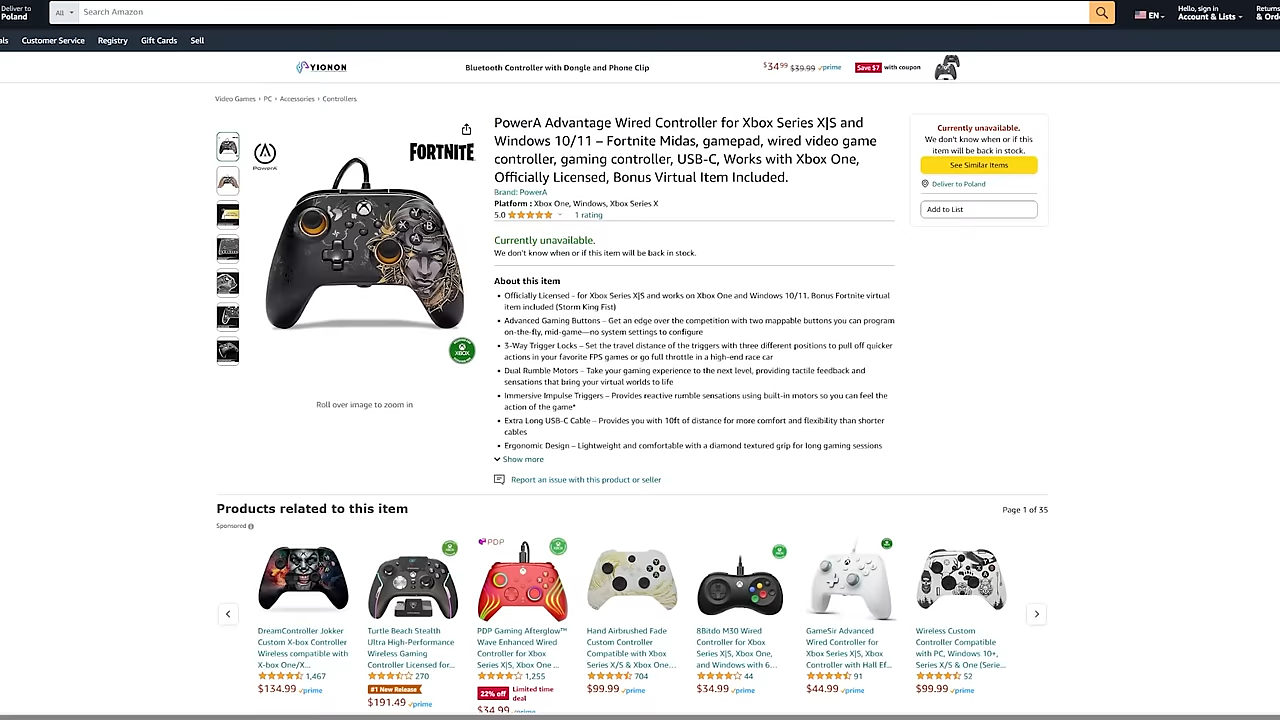 Deliver to
Poland
All
Search Amazon
EN
Hello, sign in
Account & Lists
Returns
& Orde
als
Customer Service
Registry
Gift Cards
Sell
YIONON
Bluetooth Controller with Dongle and Phone Clip
$34⁹⁹ $39.99 prime
Save $7 with coupon
Video Games › PC › Accessories › Controllers
POWERA
FORTNITE
XBOX
Roll over image to zoom in
PowerA Advantage Wired Controller for Xbox Series X|S and
Windows 10/11 – Fortnite Midas, gamepad, wired video game
controller, gaming controller, USB-C, Works with Xbox One,
Officially Licensed, Bonus Virtual Item Included.
Brand: PowerA
Platform : Xbox One, Windows, Xbox Series X
5.0 1 rating
Currently unavailable.
We don't know when or if this item will be back in stock.
About this item
• Officially Licensed - for Xbox Series X|S and works on Xbox One and Windows 10/11. Bonus Fortnite virtual
item included (Storm King Fist)
• Advanced Gaming Buttons – Get an edge over the competition with two mappable buttons you can program
on-the-fly, mid-game—no system settings to configure
• 3-Way Trigger Locks – Set the travel distance of the triggers with three different positions to pull off quicker
actions in your favorite FPS games or go full throttle in a high-end race car
• Dual Rumble Motors – Take your gaming experience to the next level, providing tactile feedback and
sensations that bring your virtual worlds to life
• Immersive Impulse Triggers – Provides reactive rumble sensations using built-in motors so you can feel the
action of the game*
• Extra Long USB-C Cable – Provides you with 10ft of distance for more comfort and flexibility than shorter
cables
• Ergonomic Design – Lightweight and comfortable with a diamond textured grip for long gaming sessions
Show more
Report an issue with this product or seller
Currently unavailable.
We don't know when or if this
item will be back in stock.
See Similar Items
Deliver to Poland
Add to List
Products related to this item
Page 1 of 35
Sponsored
DreamController Jokker
Custom X-box Controller
Wireless compatible with
X-box One/X...
1,467
$134.99 prime
Turtle Beach Stealth
Ultra High-Performance
Wireless Gaming
Controller Licensed for...
270
#1 New Release
$191.49 prime
PDP
PDP Gaming Afterglow™
Wave Enhanced Wired
Controller for Xbox
Series X|S, Xbox One ...
1,255
22% off Limited time
deal
$34.99 prime
Hand Airbrushed Fade
Custom Controller
Compatible with Xbox
Series X/S & Xbox One...
704
$99.99 prime
8Bitdo M30 Wired
Controller for Xbox
Series X|S, Xbox One,
and Windows with 6...
44
$34.99 prime
GameSir Advanced
Wired Controller for
Xbox Series X|S, Xbox
Controller with Hall Ef...
91
$44.99 prime
Wireless Custom
Controller Compatible
with PC, Windows 10+,
Series X/S & One (Serie...
52
$99.99 prime